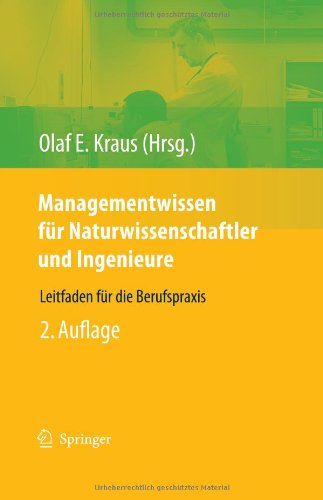 Urheberrechtlich geschütztes Material
Olaf E. Kraus (Hrsg.)
Managementwissen
für Naturwissenschaftler
und Ingenieure
Leitfaden für die Berufspraxis
2. Auflage
Springer
Urheberrechtlich geschütztes Material